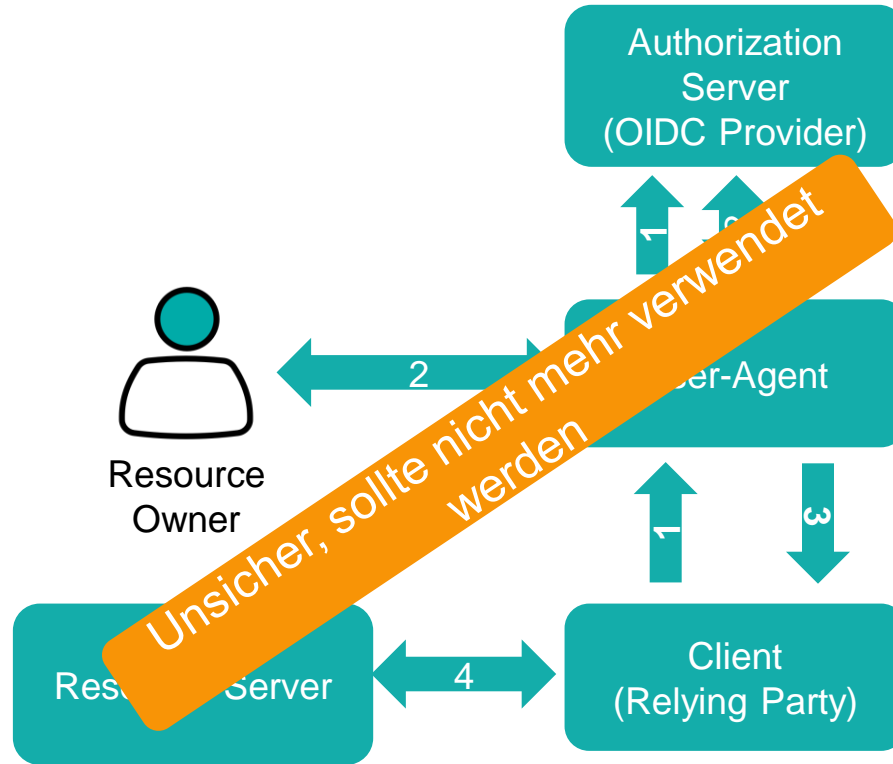 Authorization
Server
(OIDC Provider)
1
Unsicher, sollte nicht mehr verwendet
werden
2
Resource
Owner
1
3
Server
4
Client
(Relying Party)